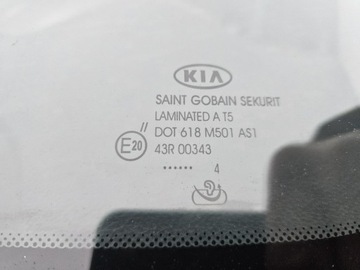 KIA
SAINT GOBAIN SEKURIT
LAMINATED A T5
//
DOT 618 M501 AS1
E20
43R 00343
...... 4